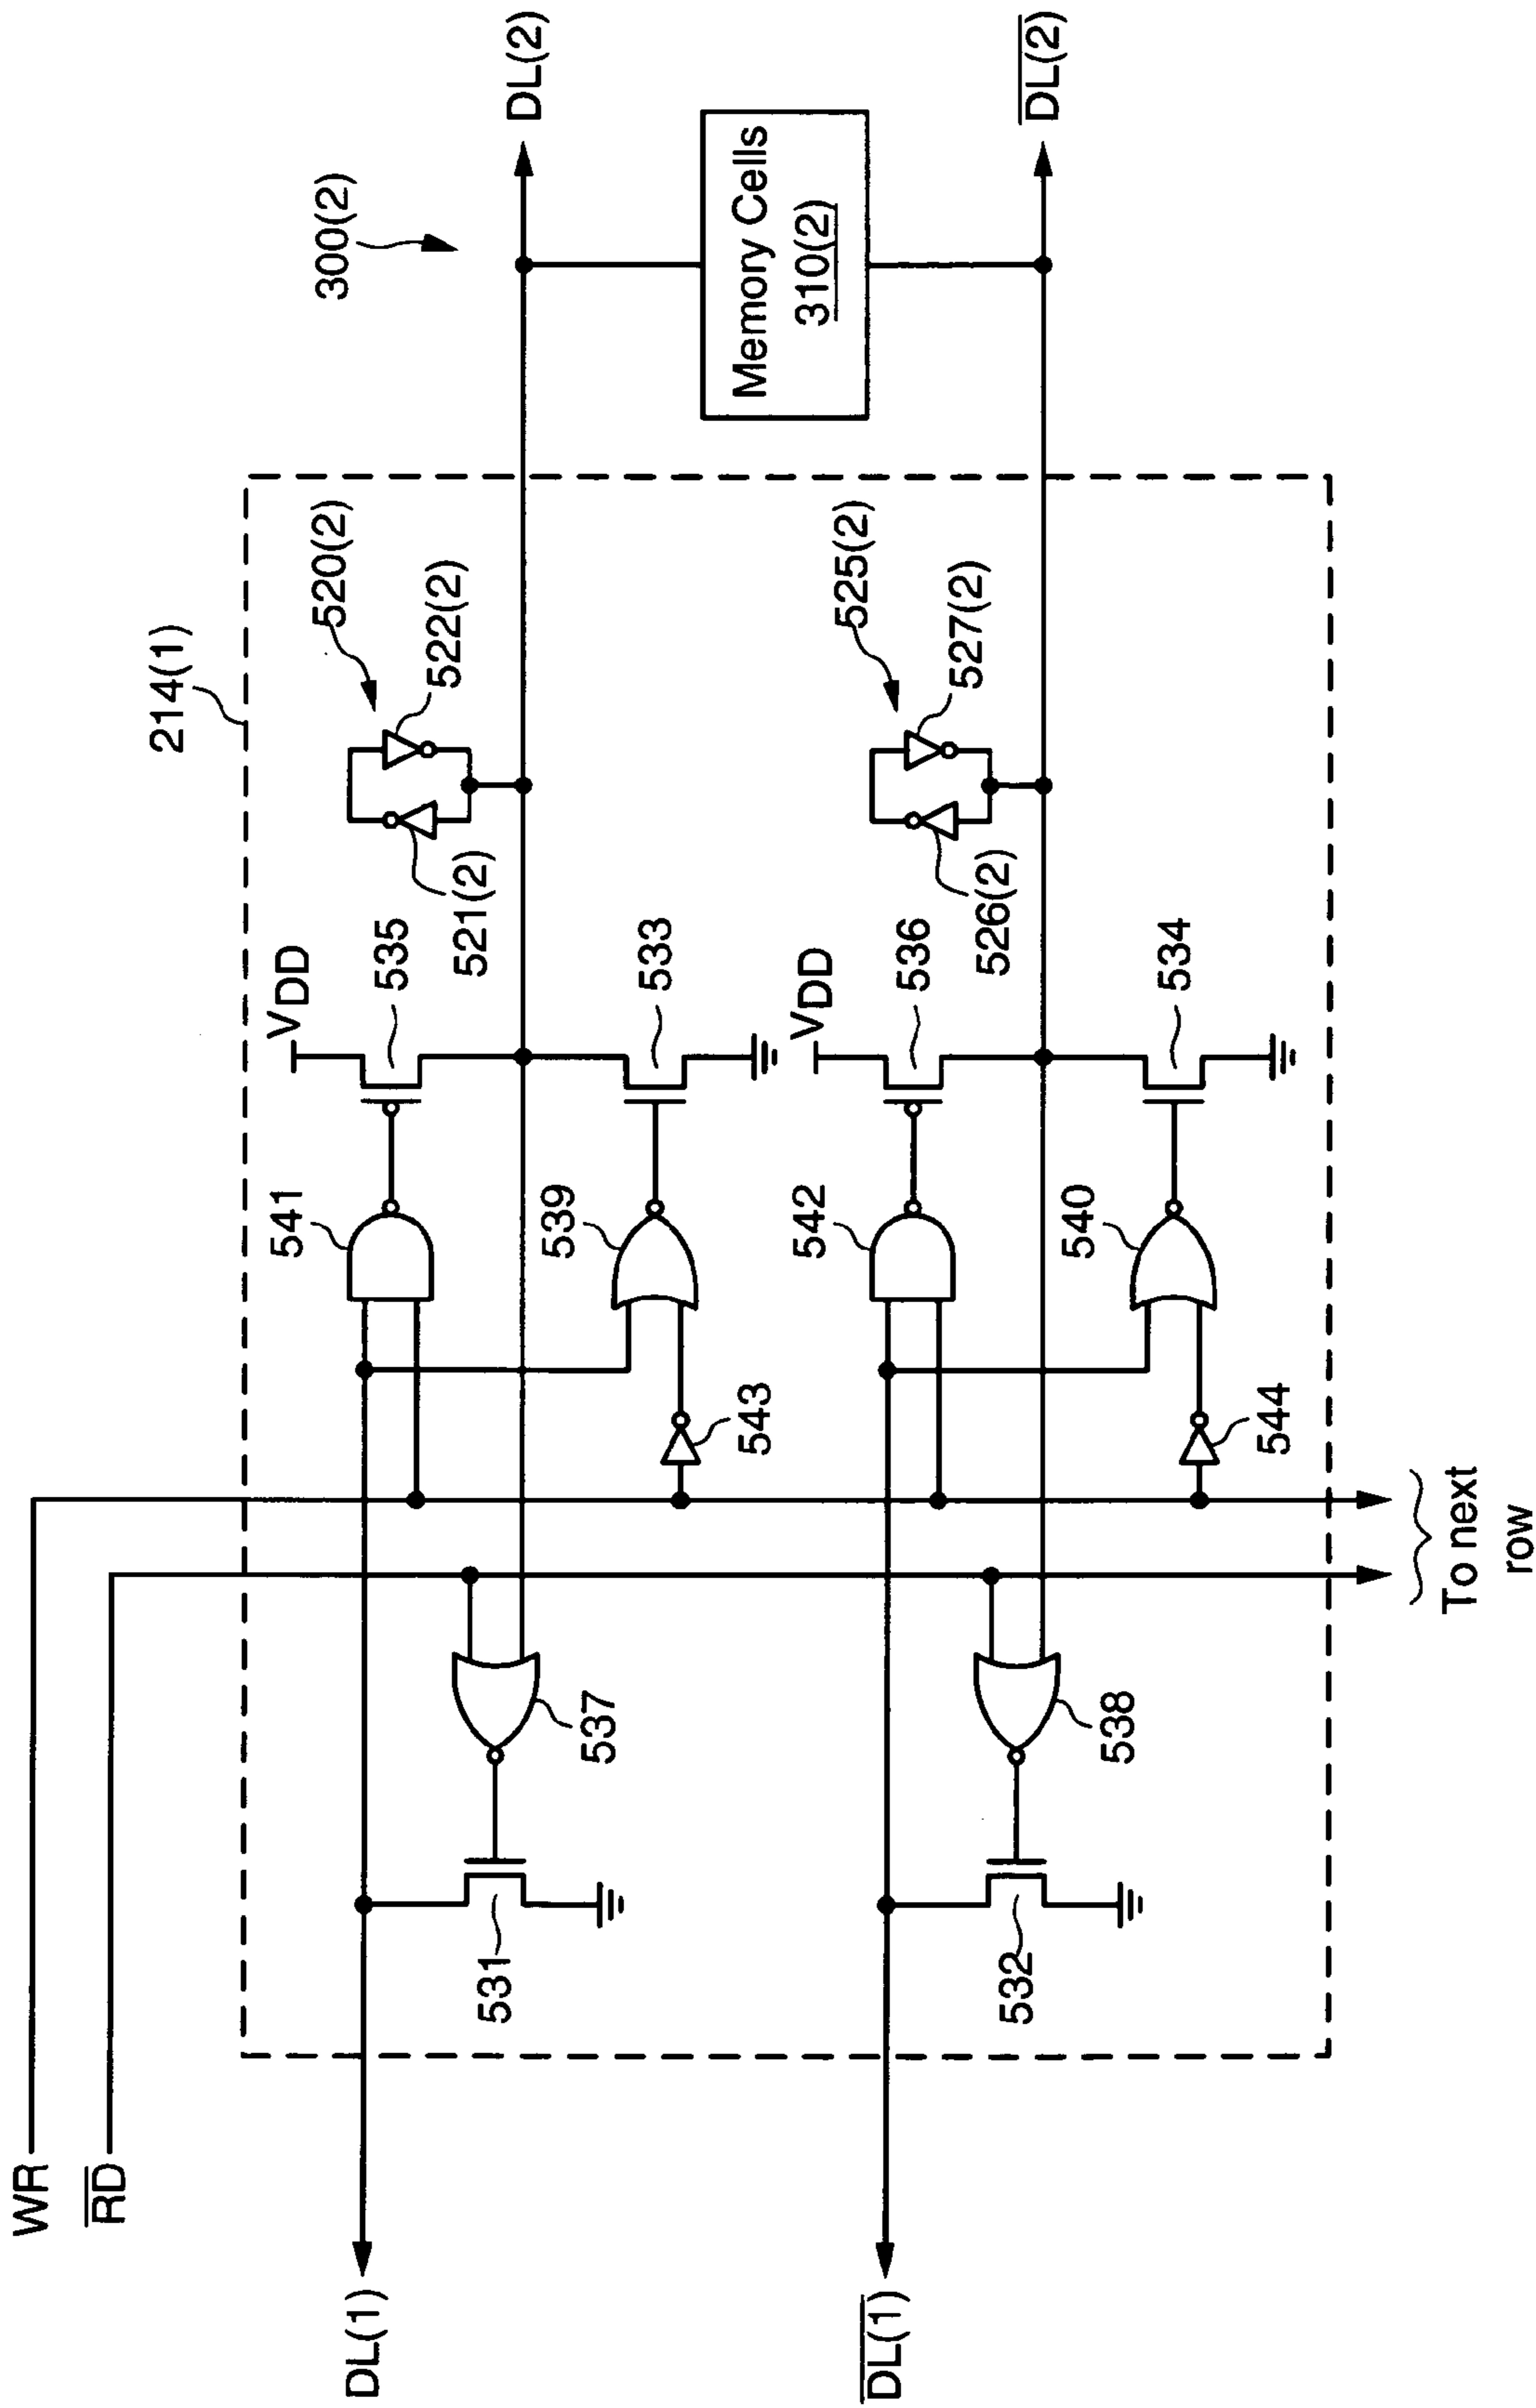 WR
RD
DL(1)
DL(1)
214(1)
300(2)
DL(2)
DL(2)
Memory Cells
310(2)
520(2)
522(2)
521(2)
525(2)
527(2)
526(2)
VDD
535
533
VDD
536
534
541
539
543
542
540
544
537
531
538
532
To next
row